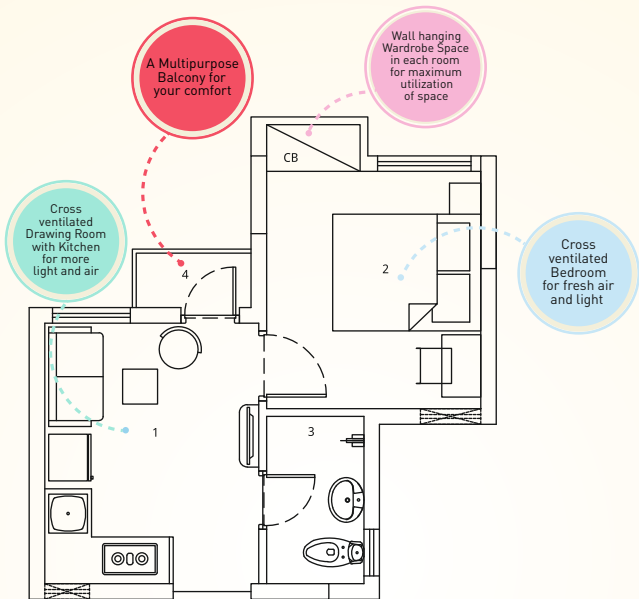 A Multipurpose
Balcony for
your comfort
Wall hanging
Wardrobe Space
in each room
for maximum
utilization
of space
CB
Cross
ventilated
Drawing Room
with Kitchen
for more
light and air
4
2
Cross
ventilated
Bedroom
for fresh air
and light
1
3